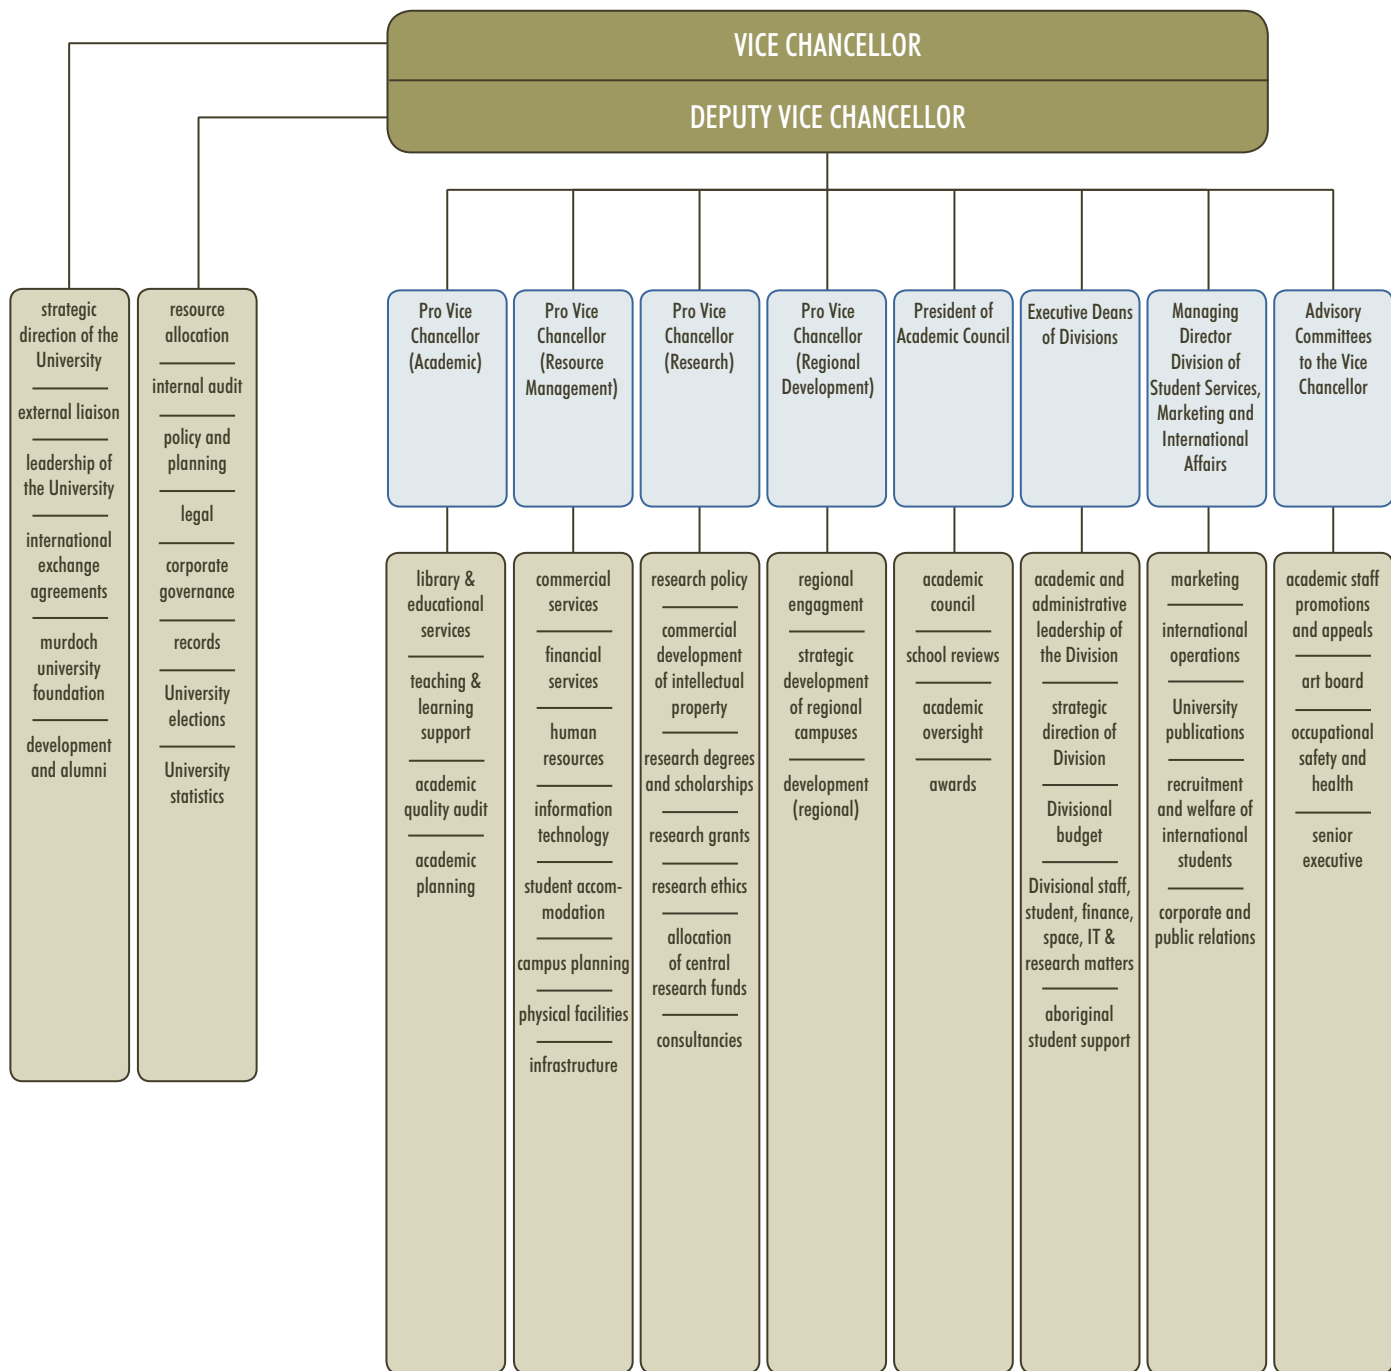 VICE CHANCELLOR
DEPUTY VICE CHANCELLOR
strategic
direction of the
University
external liaison
leadership of
the University
international
exchange
agreements
murdoch
university
foundation
development
and alumni
resource
allocation
internal audit
policy and
planning
legal
corporate
governance
records
University
elections
University
statistics
Pro Vice
Chancellor
(Academic)
library &
educational
services
teaching &
learning
support
academic
quality audit
academic
planning
Pro Vice
Chancellor
(Resource
Management)
commercial
services
financial
services
human
resources
information
technology
student accom-
modation
campus planning
physical facilities
infrastructure
Pro Vice
Chancellor
(Research)
research policy
commercial
development
of intellectual
property
research degrees
and scholarships
research grants
research ethics
allocation
of central
research funds
consultancies
Pro Vice
Chancellor
(Regional
Development)
regional
engagment
strategic
development
of regional
campuses
development
(regional)
President of
Academic Council
academic
council
school reviews
academic
oversight
awards
Executive Deans
of Divisions
academic and
administrative
leadership of
the Division
strategic
direction of
Division
Divisional
budget
Divisional staff,
student, finance,
space, IT &
research matters
aboriginal
student support
Managing
Director
Division of
Student Services,
Marketing and
International
Affairs
marketing
international
operations
University
publications
recruitment
and welfare of
international
students
corporate and
public relations
Advisory
Committees
to the Vice
Chancellor
academic staff
promotions
and appeals
art board
occupational
safety and
health
senior
executive